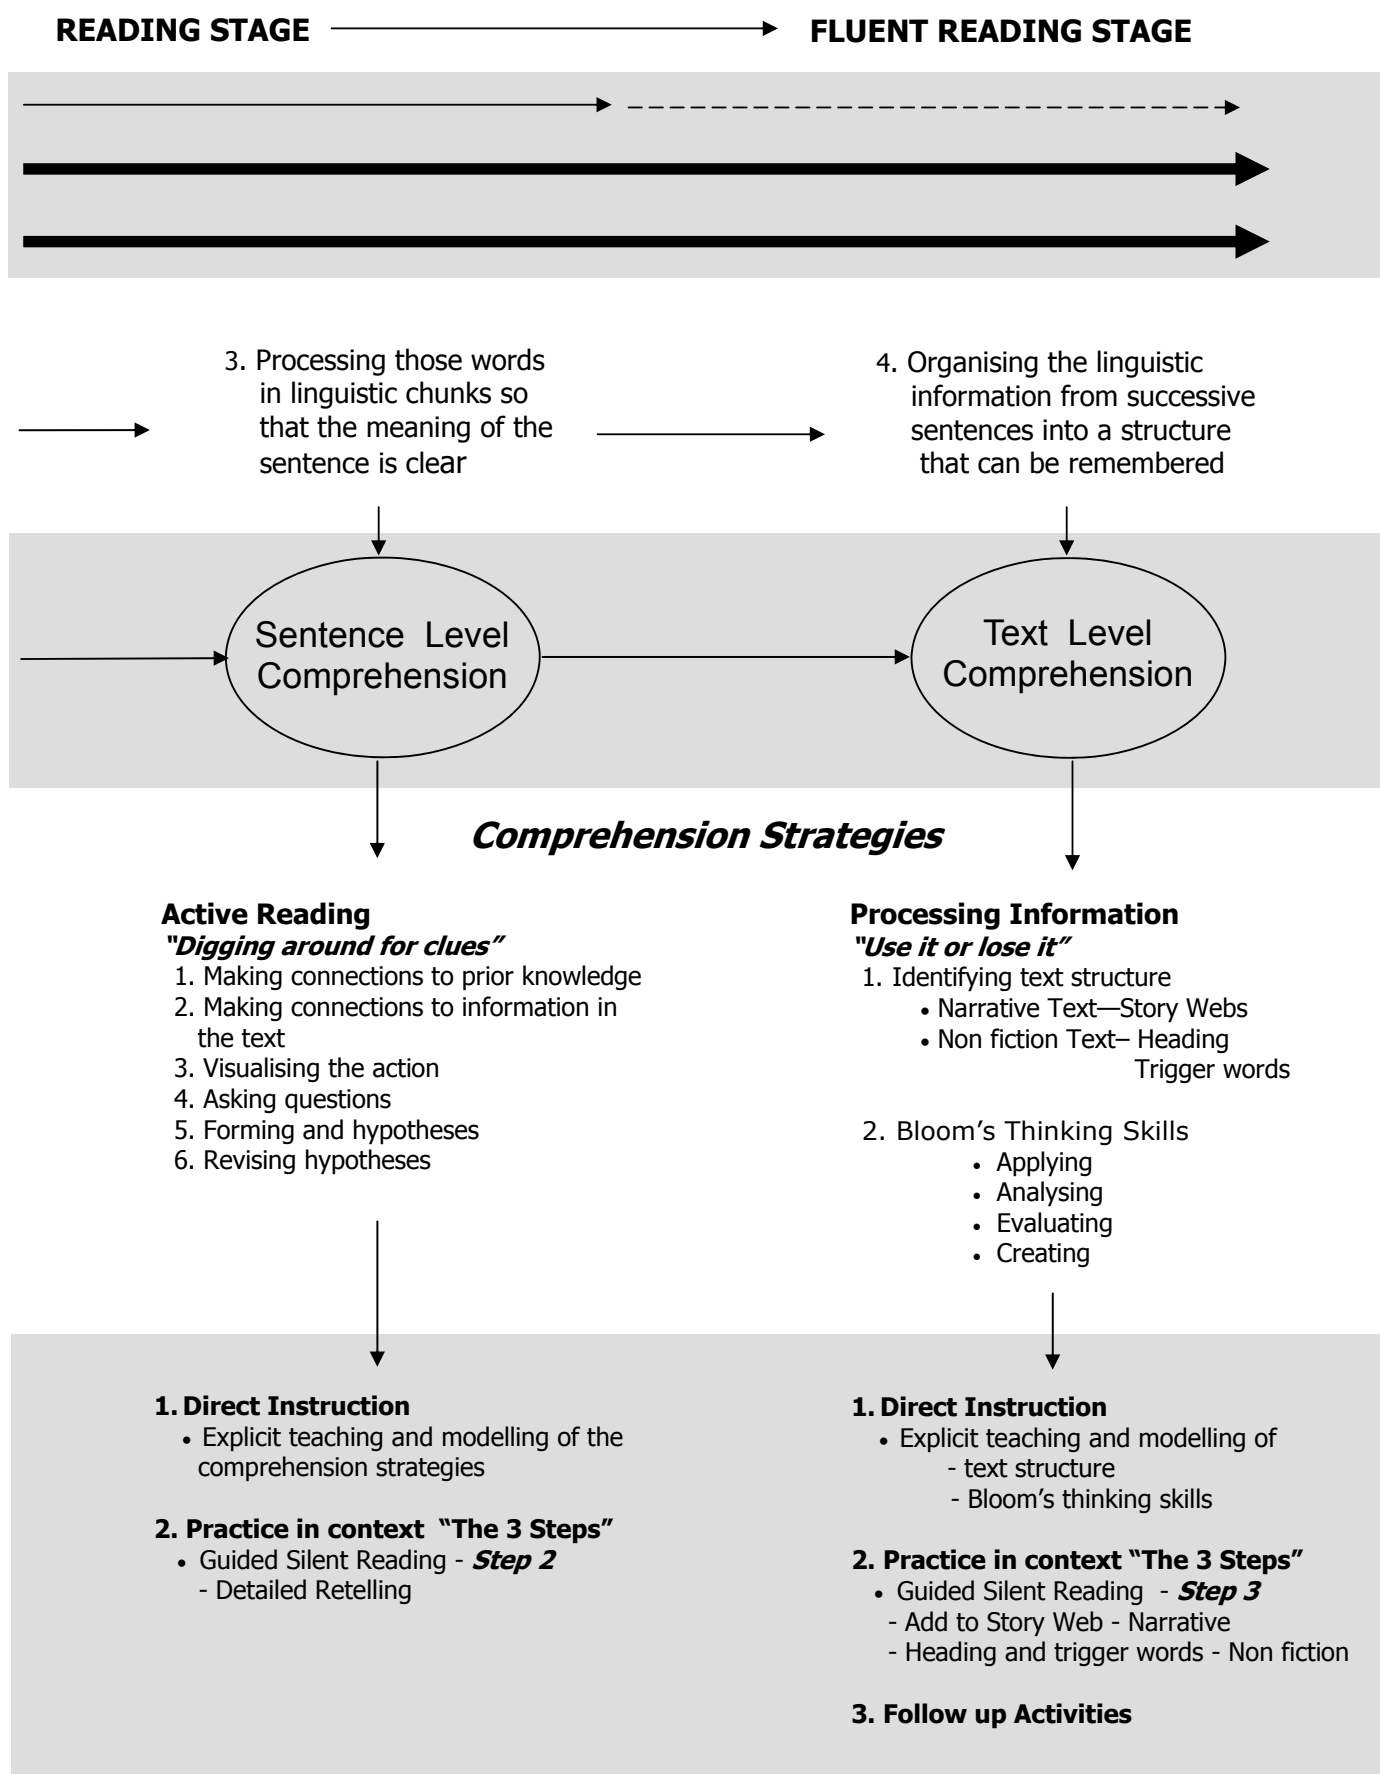 READING STAGE FLUENT READING STAGE
3. Processing those words
in linguistic chunks so
that the meaning of the
sentence is clear
4. Organising the linguistic
information from successive
sentences into a structure
that can be remembered
Sentence Level
Comprehension
Text Level
Comprehension
Comprehension Strategies
Active Reading
"Digging around for clues"
1. Making connections to prior knowledge
2. Making connections to information in
the text
3. Visualising the action
4. Asking questions
5. Forming and hypotheses
6. Revising hypotheses
Processing Information
"Use it or lose it"
1. Identifying text structure
• Narrative Text—Story Webs
• Non fiction Text– Heading
Trigger words
2. Bloom's Thinking Skills
• Applying
• Analysing
• Evaluating
• Creating
1. Direct Instruction
• Explicit teaching and modelling of the
comprehension strategies
2. Practice in context "The 3 Steps"
• Guided Silent Reading - Step 2
- Detailed Retelling
1. Direct Instruction
• Explicit teaching and modelling of
- text structure
- Bloom's thinking skills
2. Practice in context "The 3 Steps"
• Guided Silent Reading - Step 3
- Add to Story Web - Narrative
- Heading and trigger words - Non fiction
3. Follow up Activities